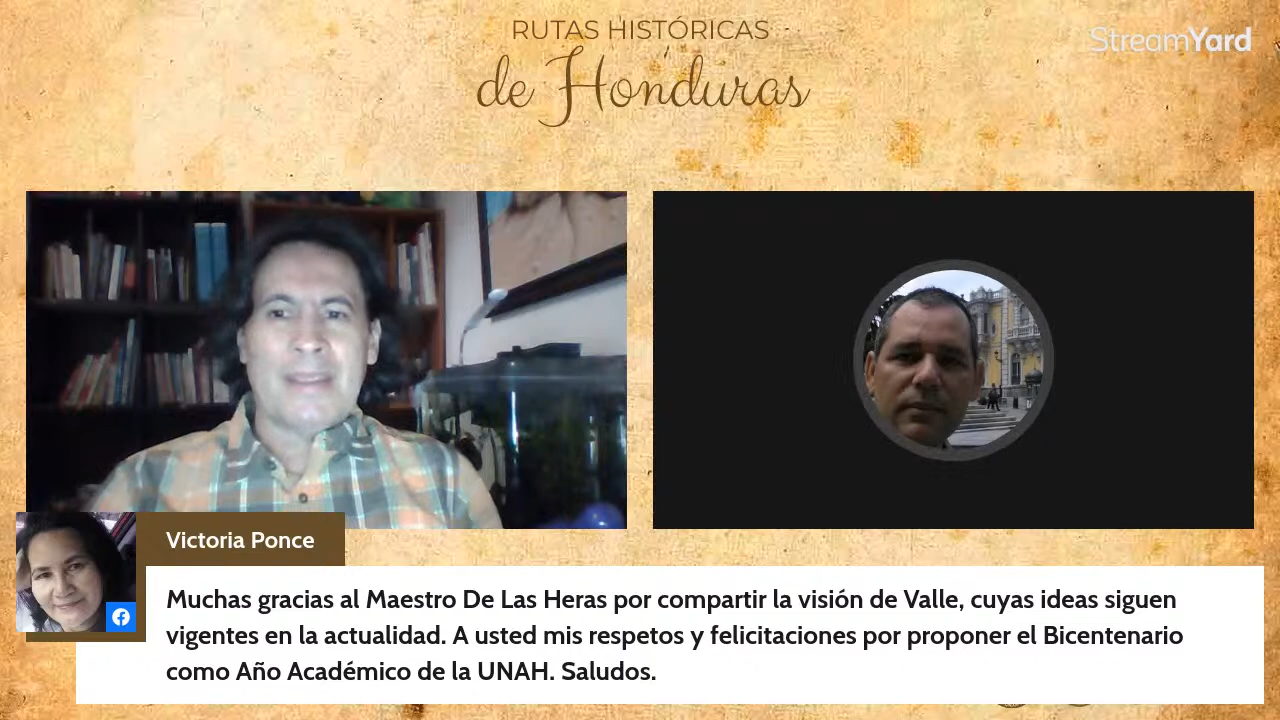 RUTAS HISTÓRICAS
de Honduras
StreamYard
Victoria Ponce
Muchas gracias al Maestro De Las Heras por compartir la visión de Valle, cuyas ideas siguen
vigentes en la actualidad. A usted mis respetos y felicitaciones por proponer el Bicentenario
como Año Académico de la UNAH. Saludos.